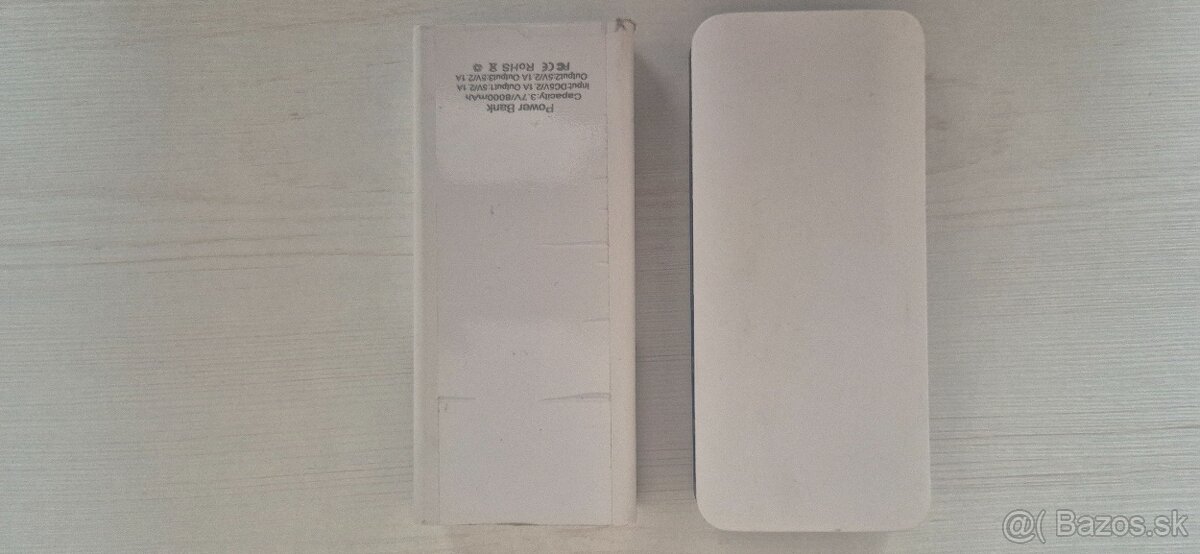 Power Bank
Capacity:3.7V/8000mAh
Input:DC5V/2.1A Output1:5V/2.1A
Output2:5V/2.1A Output3:5V/2.1A
FC CE RoHS
@( Bazos.sk